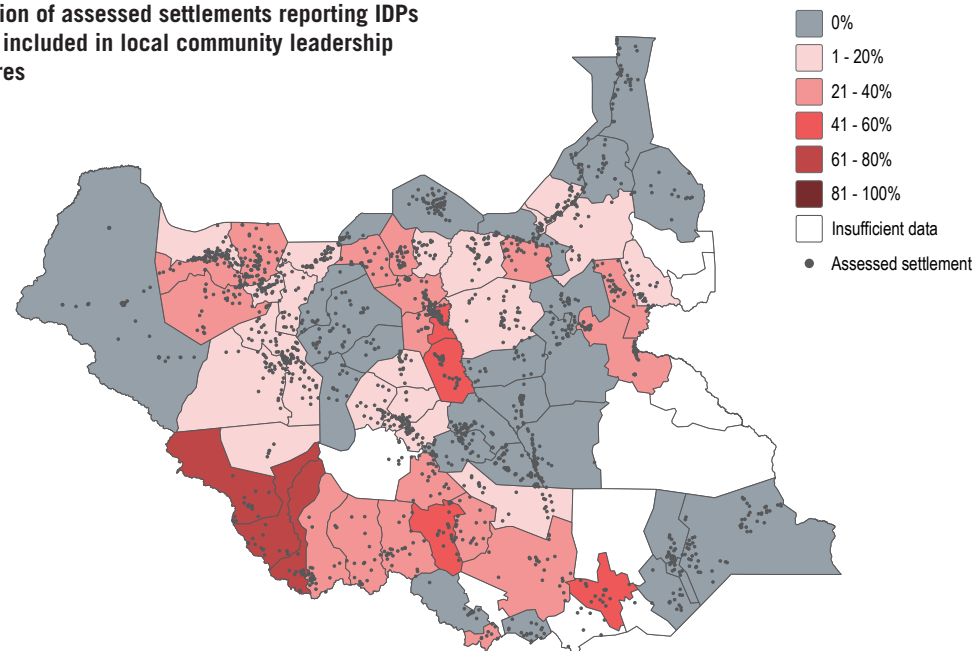 ion of assessed settlements reporting IDPs
included in local community leadership
res
0%
1 - 20%
21 - 40%
41 - 60%
61 - 80%
81 - 100%
Insufficient data
Assessed settlement